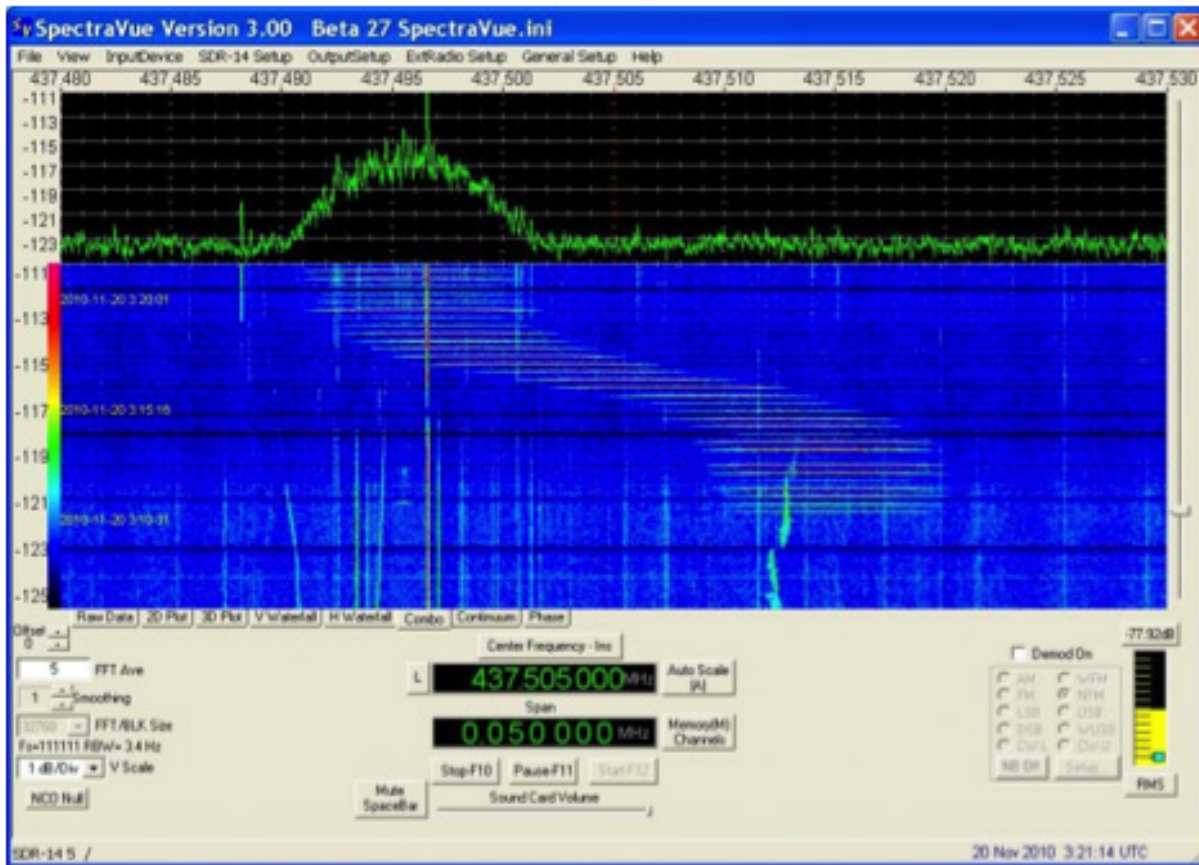 SpectraVue Version 3.00 Beta 27 SpectraVue.ini
File View InputDevice SDR-14 Setup OutputSetup ExtRadio Setup General Setup Help
437.480 437.485 437.490 437.495 437.500 437.505 437.510 437.515 437.520 437.525 437.530
-111
-113
-115
-117
-119
-121
-123
-111
2010-11-20 3:20:01
-113
-115
-117
2010-11-20 3:15:16
-119
-121
2010-11-20 3:10:31
-123
-125
Raw Data 2D Plot 3D Plot V Waterfall H Waterfall Combo Continuum Phase
Offset
0
Center Frequency - Ins
-77.92dB
5 FFT Ave
L 437.505 000 MHz
Auto Scale [A]
Demod On
1 Smoothing
Span
AM WFM
FM NFM
LSB USB
DSB WUSB
CW-L CW-U
32768 FFT/BLK Size
0.050 000 MHz
Memory(M) Channels
Fs=111111 RBW= 3.4 Hz
1 dB/Div V Scale
Stop-F10 Pause-F11 Start-F12
NB Off Setup
RMS
NCO Null
Mute SpaceBar
Sound Card Volume
SDR-14 5 /
20 Nov 2010 3:21:14 UTC